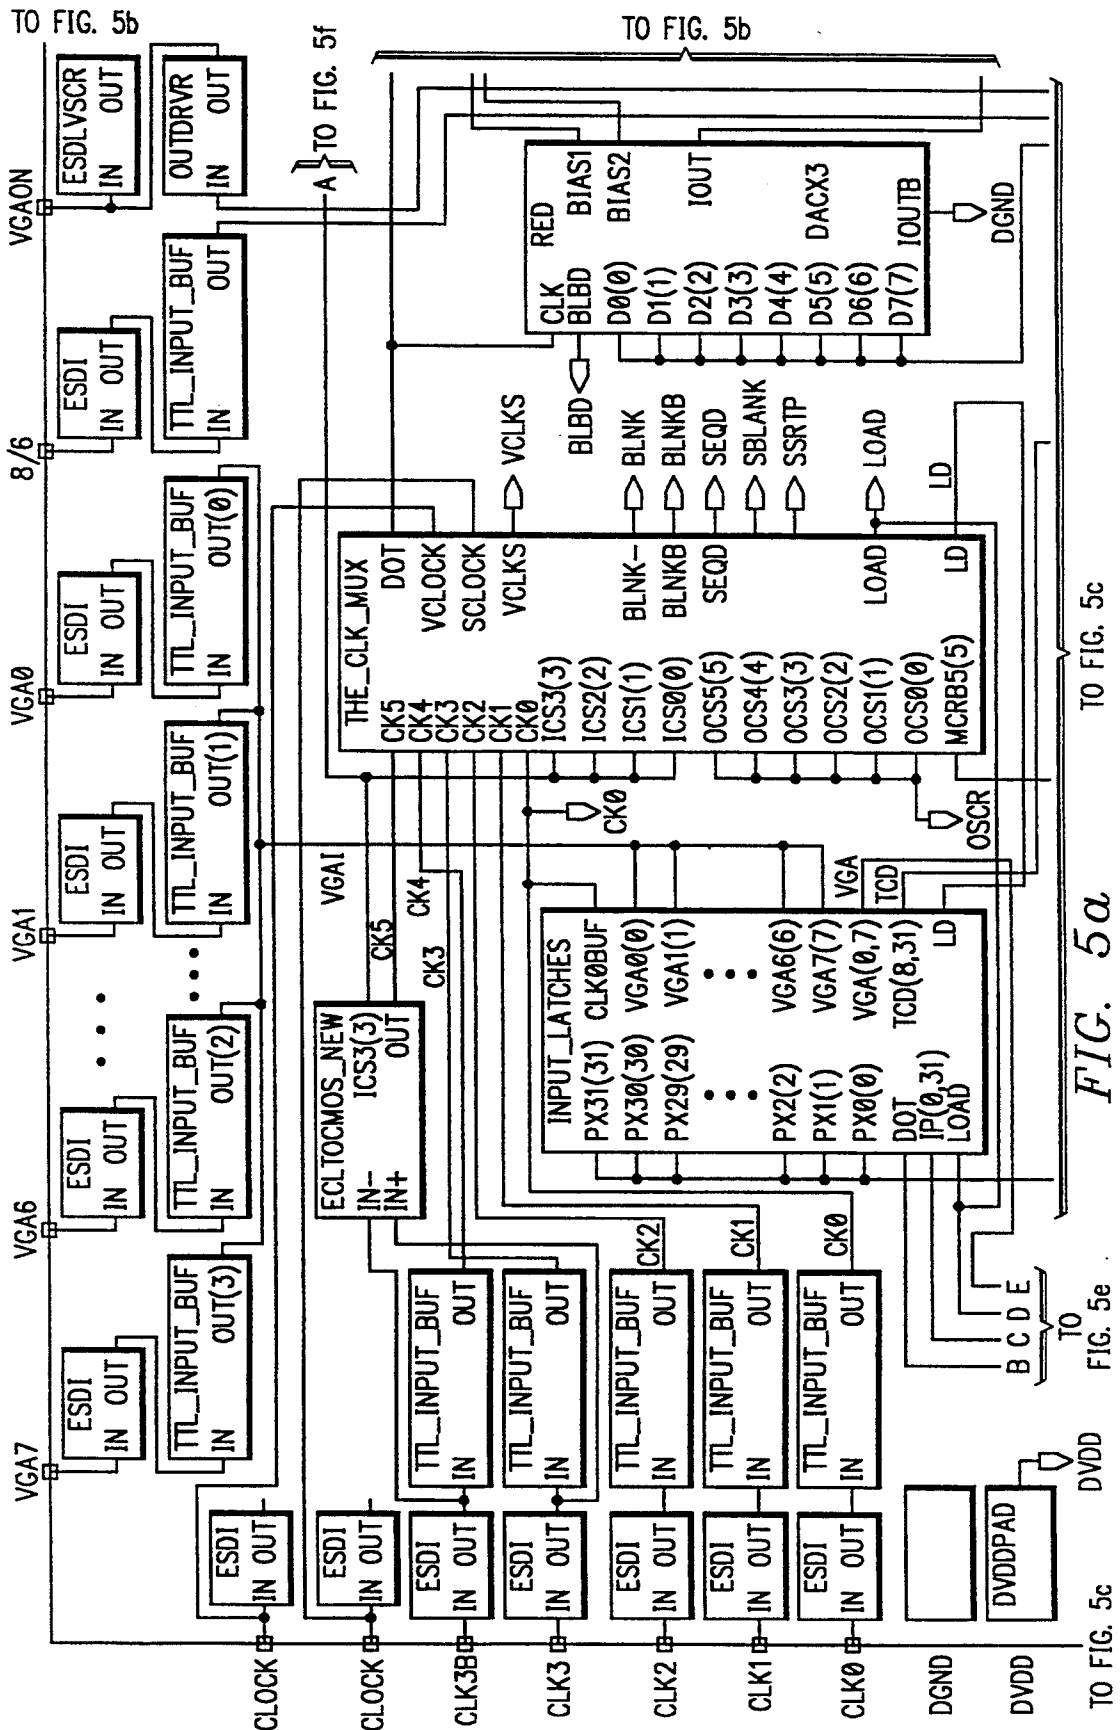 TO FIG. 5b
VGA7
VGA6
VGA1
VGA0
8/6
VGAON
ESDI
IN OUT
ESDI
IN OUT
ESDI
IN OUT
ESDI
IN OUT
ESDI
IN OUT
ESDLVSCR
IN OUT
TTL_INPUT_BUF
IN OUT(3)
TTL_INPUT_BUF
IN OUT(2)
TTL_INPUT_BUF
IN OUT(1)
TTL_INPUT_BUF
IN OUT(0)
TTL_INPUT_BUF
IN OUT
OUTDRVR
IN OUT
A
TO FIG. 5f
TO FIG. 5b
CLOCK
ESDI
IN OUT
CLOCK
ESDI
IN OUT
CLK3B
ESDI
IN OUT
TTL_INPUT_BUF
IN OUT
CLK3
ESDI
IN OUT
TTL_INPUT_BUF
IN OUT
CLK2
ESDI
IN OUT
TTL_INPUT_BUF
IN OUT
CK2
CLK1
ESDI
IN OUT
TTL_INPUT_BUF
IN OUT
CK1
CLK0
ESDI
IN OUT
TTL_INPUT_BUF
IN OUT
CK0
DGND
DVDD
DVDDPAD
DVDD
ECLTOCMOS_NEW
IN- ICS3(3)
IN+ OUT
VGAI
CK5
CK4
CK3
THE_CLK_MUX
CK5
CK4
CK3
CK2
CK1
CK0
ICS3(3)
ICS2(2)
ICS1(1)
ICS0(0)
OCS5(5)
OCS4(4)
OCS3(3)
OCS2(2)
OCS1(1)
OCS0(0)
MCRB5(5)
DOT
VCLOCK
SCLOCK
VCLKS
BLNK-
BLNKB
SEQD
LOAD
LD
VCLKS
BLNK
BLNKB
SEQD
SBLANK
SSRTP
LOAD
LD
CK0
OSCR
INPUT_LATCHES
PX31(31)
PX30(30)
PX29(29)
PX2(2)
PX1(1)
PX0(0)
DOT
IP(0,31)
LOAD
CLK0BUF
VGA0(0)
VGA1(1)
VGA6(6)
VGA7(7)
VGA(0,7)
TCD(8,31)
LD
VGA
TCD
RED
CLK
BLBD
D0(0)
D1(1)
D2(2)
D3(3)
D4(4)
D5(5)
D6(6)
D7(7)
BIAS1
BIAS2
IOUT
DACX3
IOUTB
BLBD
DGND
B C D E
TO
FIG. 5e
TO FIG. 5c
TO FIG. 5c
FIG. 5a